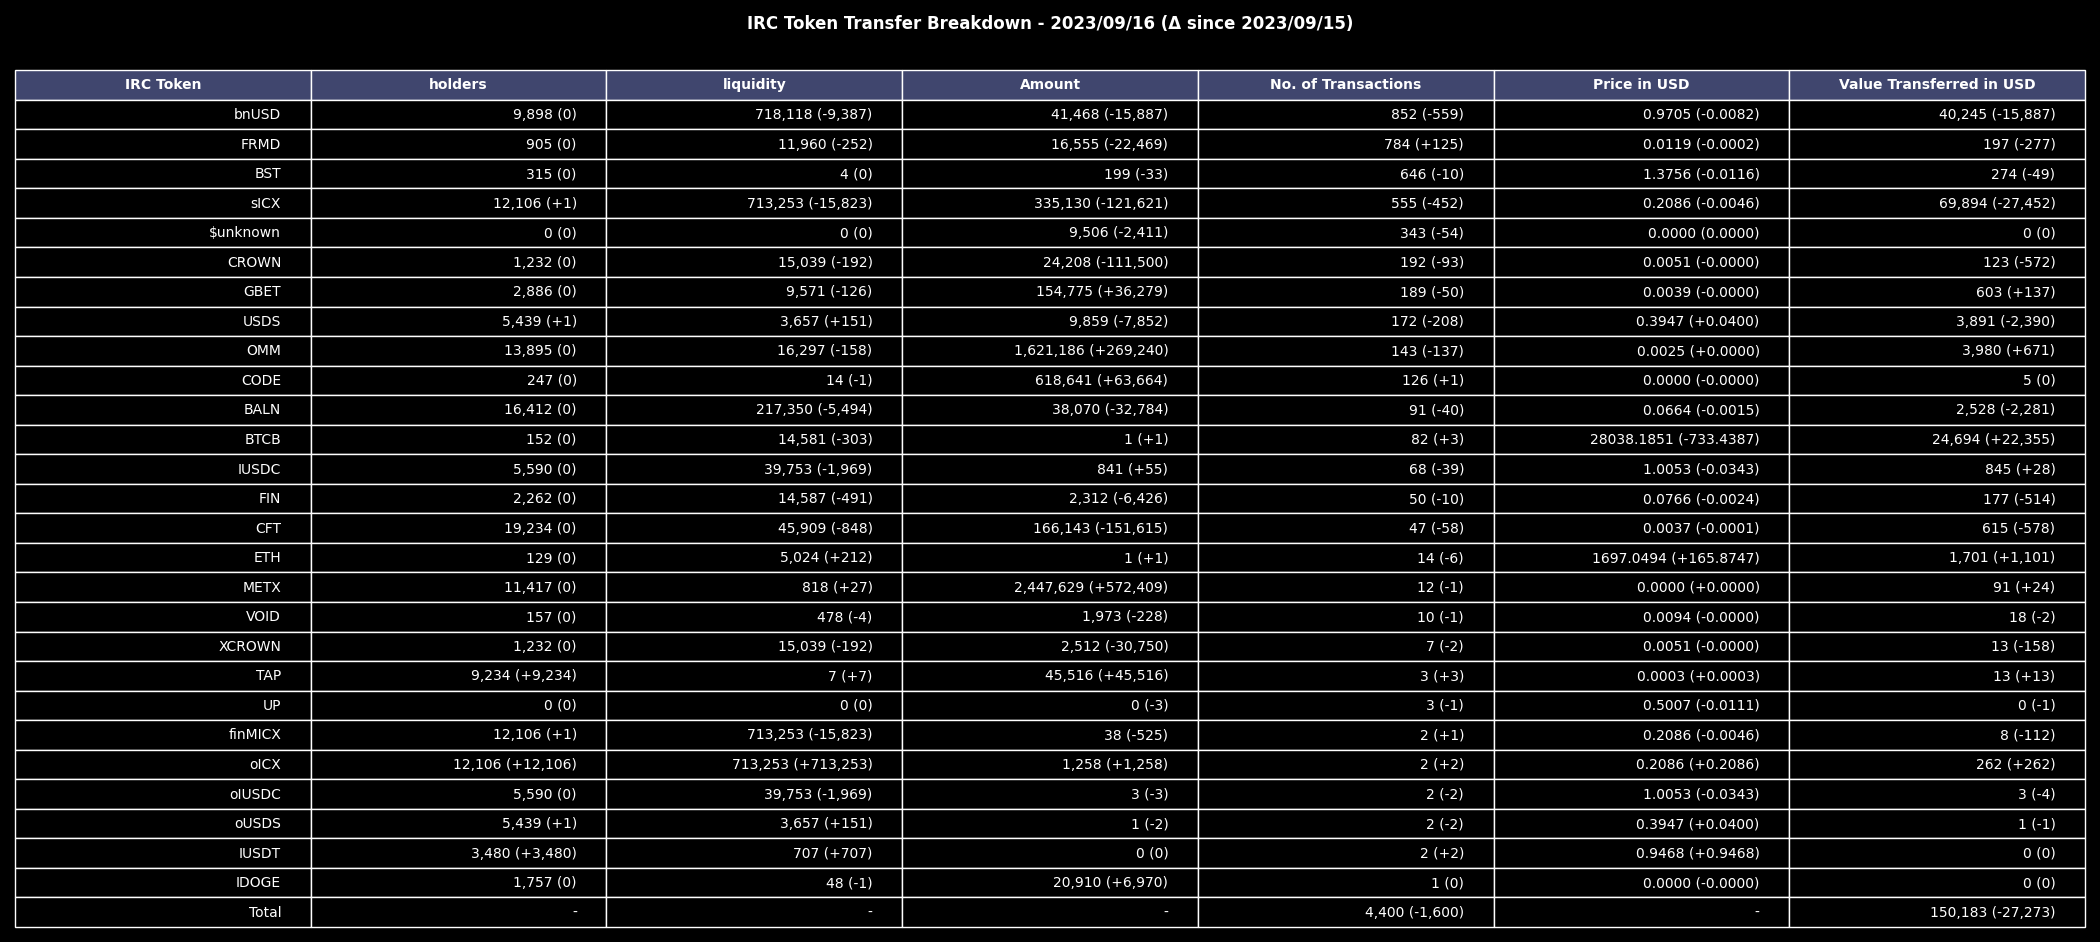 IRC Token Transfer Breakdown - 2023/09/16 (Δ since 2023/09/15)
IRC Token holders liquidity Amount No. of Transactions Price in USD Value Transferred in USD
bnUSD 9,898 (0) 718,118 (-9,387) 41,468 (-15,887) 852 (-559) 0.9705 (-0.0082) 40,245 (-15,887)
FRMD 905 (0) 11,960 (-252) 16,555 (-22,469) 784 (+125) 0.0119 (-0.0002) 197 (-277)
BST 315 (0) 4 (0) 199 (-33) 646 (-10) 1.3756 (-0.0116) 274 (-49)
sICX 12,106 (+1) 713,253 (-15,823) 335,130 (-121,621) 555 (-452) 0.2086 (-0.0046) 69,894 (-27,452)
$unknown 0 (0) 0 (0) 9,506 (-2,411) 343 (-54) 0.0000 (0.0000) 0 (0)
CROWN 1,232 (0) 15,039 (-192) 24,208 (-111,500) 192 (-93) 0.0051 (-0.0000) 123 (-572)
GBET 2,886 (0) 9,571 (-126) 154,775 (+36,279) 189 (-50) 0.0039 (-0.0000) 603 (+137)
USDS 5,439 (+1) 3,657 (+151) 9,859 (-7,852) 172 (-208) 0.3947 (+0.0400) 3,891 (-2,390)
OMM 13,895 (0) 16,297 (-158) 1,621,186 (+269,240) 143 (-137) 0.0025 (+0.0000) 3,980 (+671)
CODE 247 (0) 14 (-1) 618,641 (+63,664) 126 (+1) 0.0000 (-0.0000) 5 (0)
BALN 16,412 (0) 217,350 (-5,494) 38,070 (-32,784) 91 (-40) 0.0664 (-0.0015) 2,528 (-2,281)
BTCB 152 (0) 14,581 (-303) 1 (+1) 82 (+3) 28038.1851 (-733.4387) 24,694 (+22,355)
IUSDC 5,590 (0) 39,753 (-1,969) 841 (+55) 68 (-39) 1.0053 (-0.0343) 845 (+28)
FIN 2,262 (0) 14,587 (-491) 2,312 (-6,426) 50 (-10) 0.0766 (-0.0024) 177 (-514)
CFT 19,234 (0) 45,909 (-848) 166,143 (-151,615) 47 (-58) 0.0037 (-0.0001) 615 (-578)
ETH 129 (0) 5,024 (+212) 1 (+1) 14 (-6) 1697.0494 (+165.8747) 1,701 (+1,101)
METX 11,417 (0) 818 (+27) 2,447,629 (+572,409) 12 (-1) 0.0000 (+0.0000) 91 (+24)
VOID 157 (0) 478 (-4) 1,973 (-228) 10 (-1) 0.0094 (-0.0000) 18 (-2)
XCROWN 1,232 (0) 15,039 (-192) 2,512 (-30,750) 7 (-2) 0.0051 (-0.0000) 13 (-158)
TAP 9,234 (+9,234) 7 (+7) 45,516 (+45,516) 3 (+3) 0.0003 (+0.0003) 13 (+13)
UP 0 (0) 0 (0) 0 (-3) 3 (-1) 0.5007 (-0.0111) 0 (-1)
finMICX 12,106 (+1) 713,253 (-15,823) 38 (-525) 2 (+1) 0.2086 (-0.0046) 8 (-112)
oICX 12,106 (+12,106) 713,253 (+713,253) 1,258 (+1,258) 2 (+2) 0.2086 (+0.2086) 262 (+262)
oIUSDC 5,590 (0) 39,753 (-1,969) 3 (-3) 2 (-2) 1.0053 (-0.0343) 3 (-4)
oUSDS 5,439 (+1) 3,657 (+151) 1 (-2) 2 (-2) 0.3947 (+0.0400) 1 (-1)
IUSDT 3,480 (+3,480) 707 (+707) 0 (0) 2 (+2) 0.9468 (+0.9468) 0 (0)
IDOGE 1,757 (0) 48 (-1) 20,910 (+6,970) 1 (0) 0.0000 (-0.0000) 0 (0)
Total - - - 4,400 (-1,600) - 150,183 (-27,273)